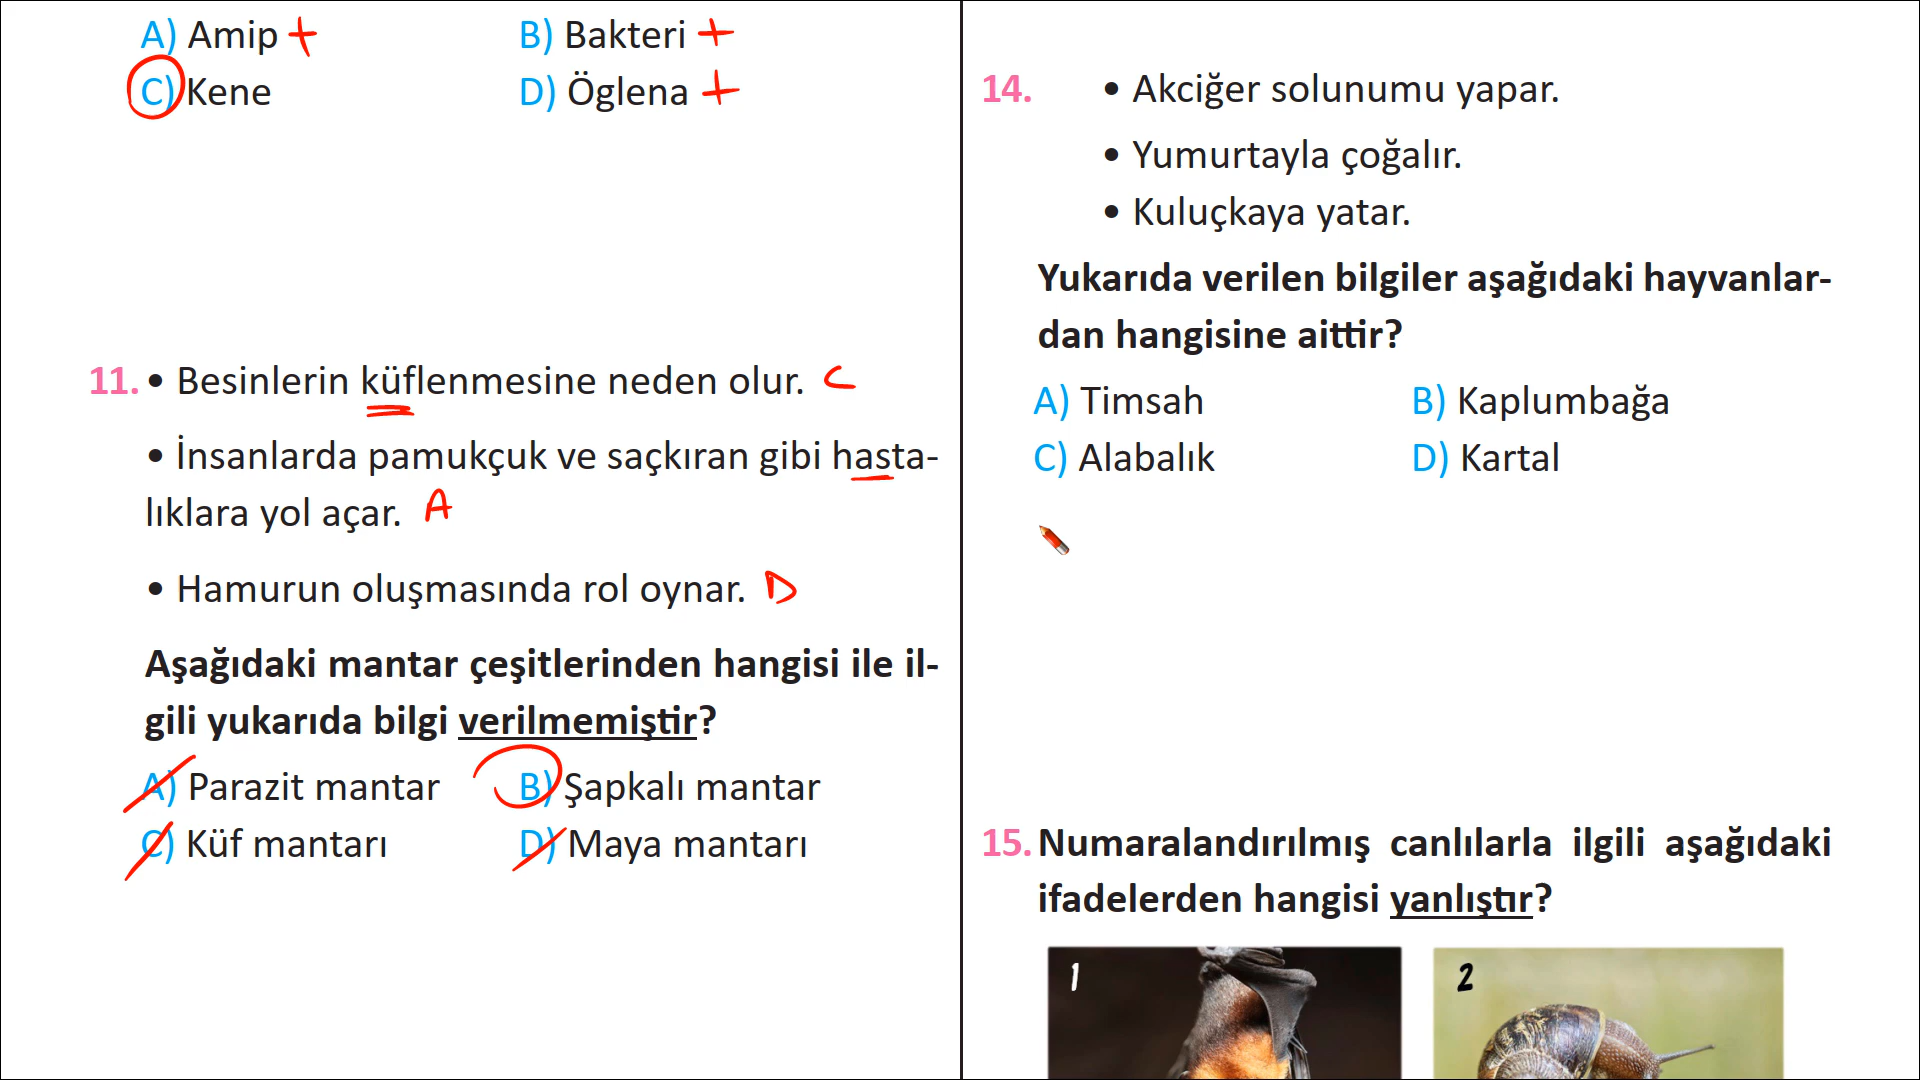 A) Amip +
B) Bakteri +
C) Kene
D) Öglena +
11. • Besinlerin küflenmesine neden olur. C
• İnsanlarda pamukçuk ve saçkıran gibi hasta-
lıklara yol açar. A
• Hamurun oluşmasında rol oynar. D
Aşağıdaki mantar çeşitlerinden hangisi ile il-
gili yukarıda bilgi verilmemiştir?
A) Parazit mantar
B) Şapkalı mantar
C) Küf mantarı
D) Maya mantarı
14. • Akciğer solunumu yapar.
• Yumurtayla çoğalır.
• Kuluçkaya yatar.
Yukarıda verilen bilgiler aşağıdaki hayvanlar-
dan hangisine aittir?
A) Timsah
B) Kaplumbağa
C) Alabalık
D) Kartal
15. Numaralandırılmış canlılarla ilgili aşağıdaki
ifadelerden hangisi yanlıştır?
1
2